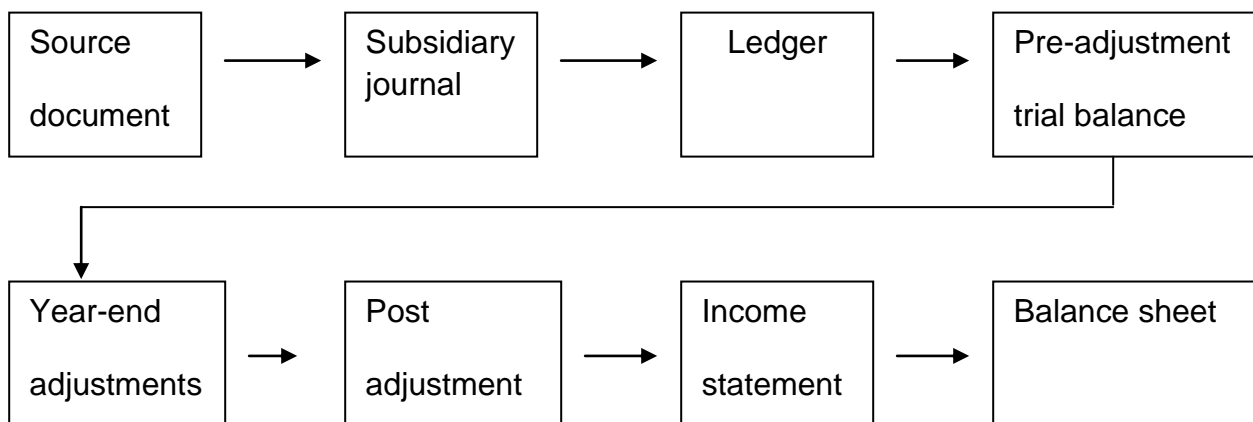 Source
document
Subsidiary
journal
Ledger
Pre-adjustment
trial balance
Year-end
adjustments
Post
adjustment
Income
statement
Balance sheet